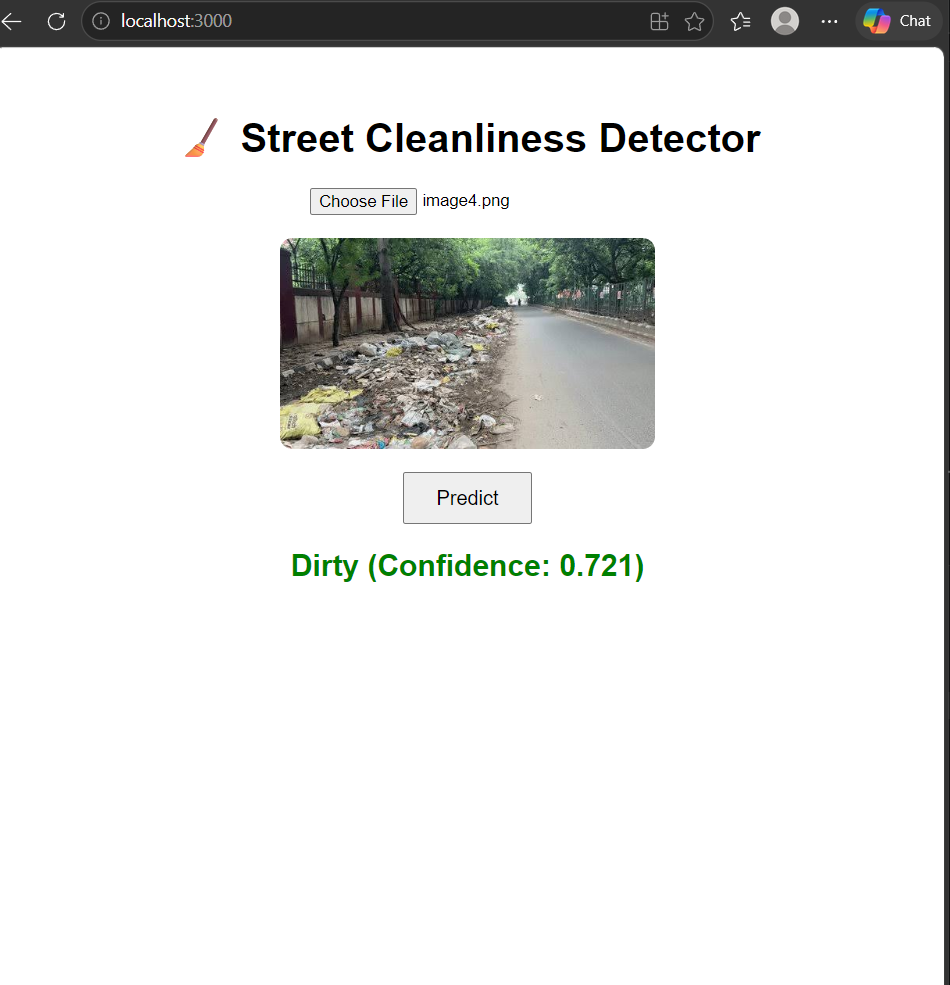 localhost:3000
Chat
Street Cleanliness Detector
Choose File image4.png
Predict
Dirty (Confidence: 0.721)